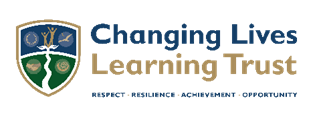 Changing Lives
Learning Trust
RESPECT · RESILIENCE · ACHIEVEMENT · OPPORTUNITY